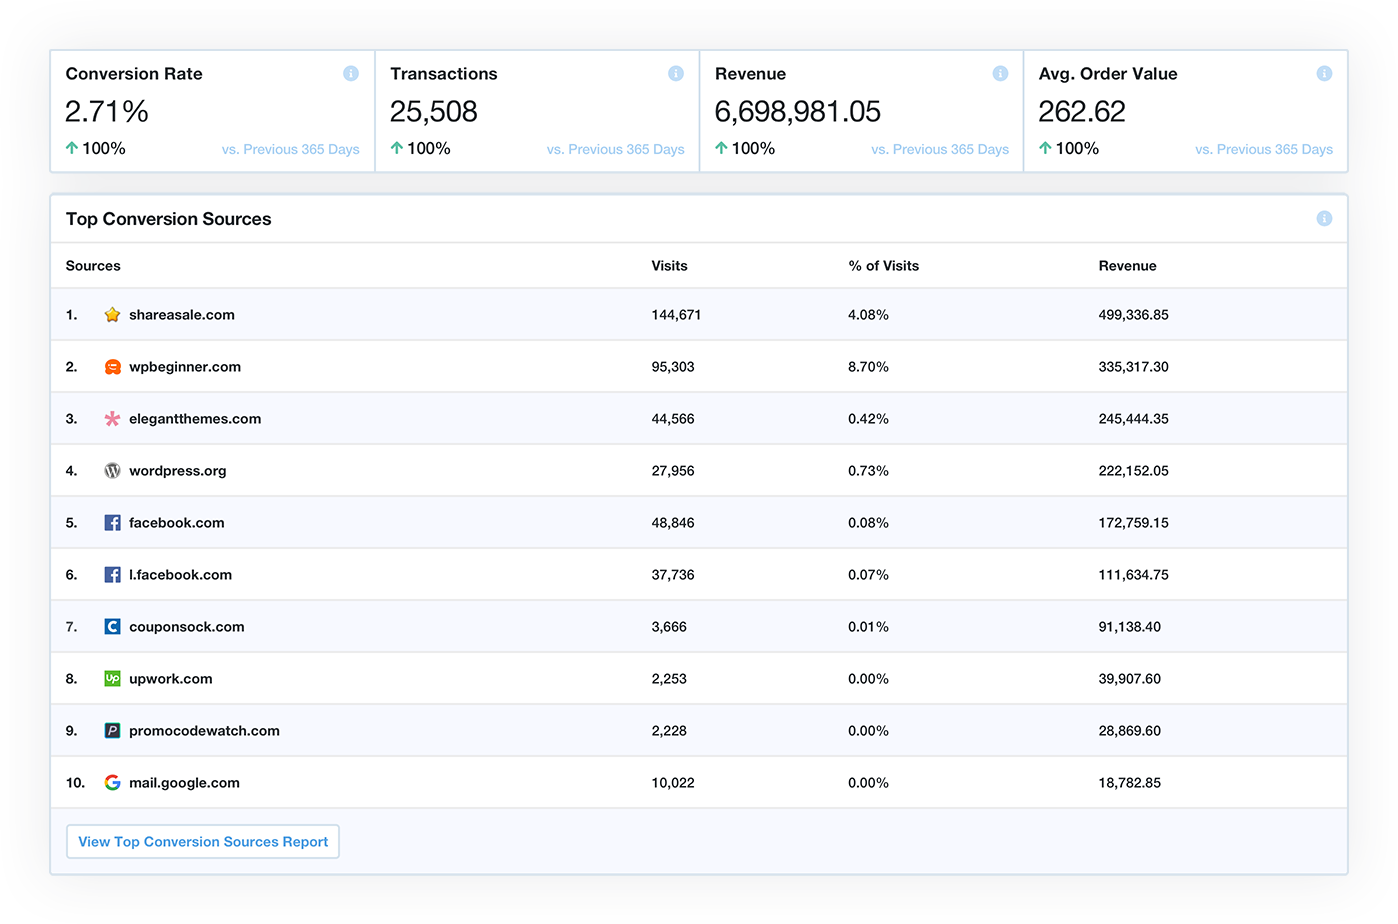 Conversion Rate Transactions Revenue Avg. Order Value
2.71% 25,508 6,698,981.05 262.62
100% vs. Previous 365 Days 100% vs. Previous 365 Days 100% vs. Previous 365 Days 100% vs. Previous 365 Days
Top Conversion Sources
Sources Visits % of Visits Revenue
1. shareasale.com 144,671 4.08% 499,336.85
2. wpbeginner.com 95,303 8.70% 335,317.30
3. elegantthemes.com 44,566 0.42% 245,444.35
4. wordpress.org 27,956 0.73% 222,152.05
5. facebook.com 48,846 0.08% 172,759.15
6. l.facebook.com 37,736 0.07% 111,634.75
7. couponsock.com 3,666 0.01% 91,138.40
8. upwork.com 2,253 0.00% 39,907.60
9. promocodewatch.com 2,228 0.00% 28,869.60
10. mail.google.com 10,022 0.00% 18,782.85
View Top Conversion Sources Report